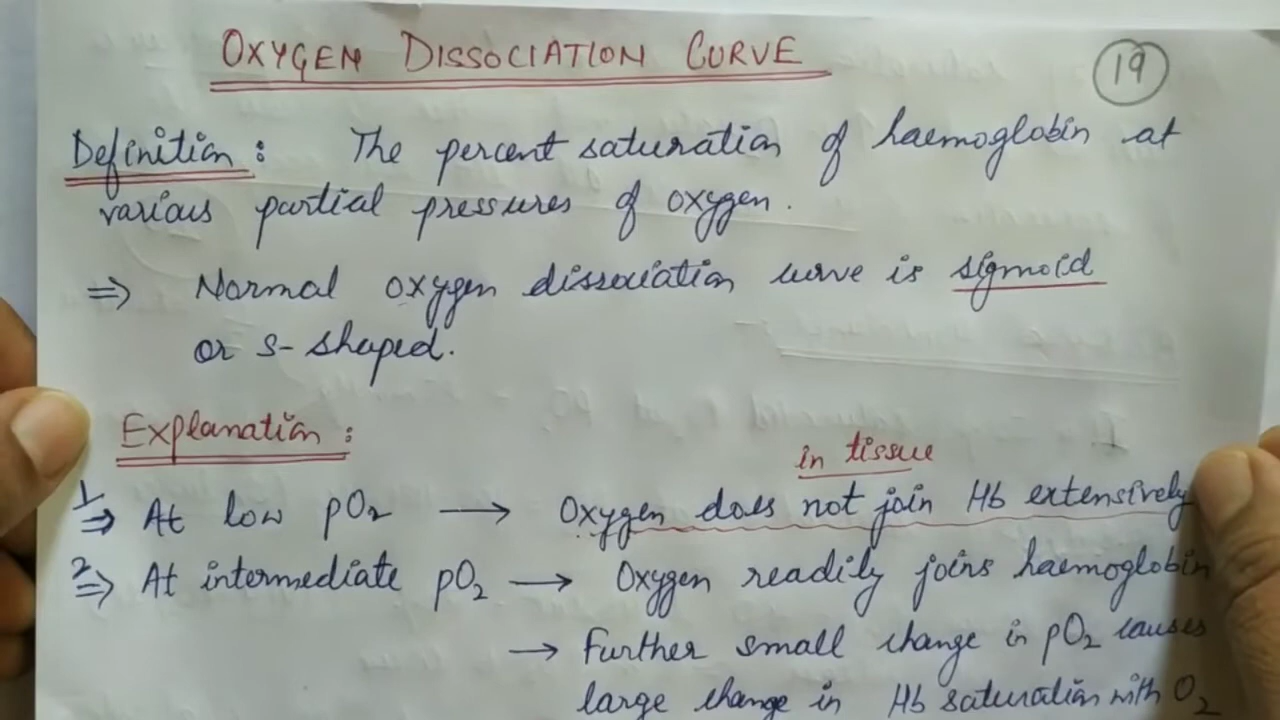 OXYGEN DISSOCIATION CURVE
19
Definition : The percent saturation of haemoglobin at
various partial pressures of oxygen.
⇒ Normal oxygen dissociation curve is sigmoid
or s-shaped.
Explanation :
in tissue
1⇒ At low pO₂ → Oxygen does not join Hb extensively
2⇒ At intermediate pO₂ → Oxygen readily joins haemoglobin
→ Further small change in pO₂ causes
large change in Hb saturation with O₂